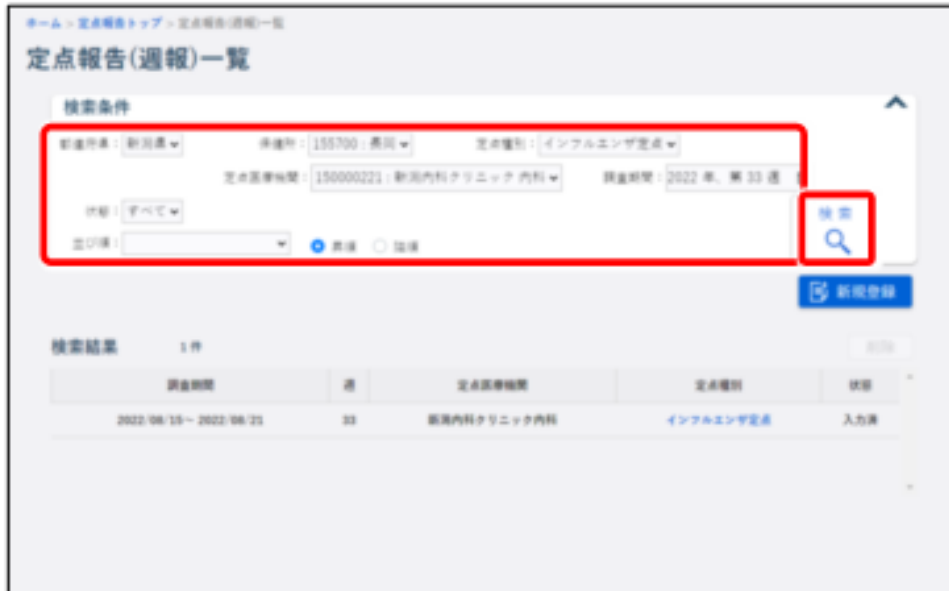 ホーム > 定点報告トップ > 定点報告(週報)一覧
定点報告(週報)一覧
検索条件
都道府県： 新潟県 保健所： 155700：長岡 定点種別： インフルエンザ定点
定点医療機関： 150000221：新潟内科クリニック 内科 調査期間： 2022 年、第 33 週
状態： すべて
検索
並び順： 昇順 降順
新規登録
検索結果 1 件
削除
調査期間 週 定点医療機関 定点種別 状態
2022/08/15～ 2022/08/21 33 新潟内科クリニック内科 インフルエンザ定点 入力済